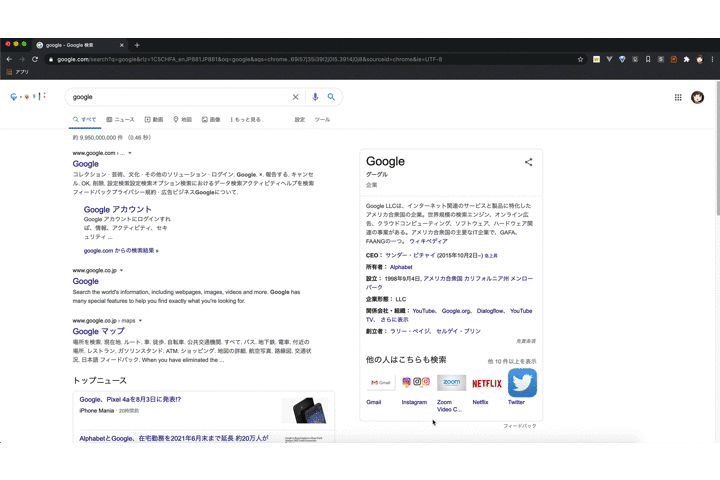 google - Google 検索
google.com/search?q=google&rlz=1C5CHFA_enJP881JP881&oq=google&aqs=chrome..69i57j35i39l2j0l5.3914j0j8&sourceid=chrome&ie=UTF-8
アプリ
google
すべて
ニュース
動画
地図
画像
もっと見る
設定
ツール
約 9,950,000,000 件 （0.46 秒）
www.google.com › ...
Google
コレクション · 芸術、文化 · その他のソリューション · ログイン. Google. ×. 報告する. キャンセ
ル. OK. 削除. 設定検索設定検索オプション検索におけるデータ検索アクティビティヘルプを検索
フィードバックプライバシー規約 · 広告ビジネスGoogleについて.
Google アカウント
Google アカウントにログインすれ
ば、情報、アクティビティ、セキ
ュリティ ...
google.com からの検索結果 »
www.google.co.jp
Google
Search the world's information, including webpages, images, videos and more. Google has
many special features to help you find exactly what you're looking for.
www.google.co.jp › maps
Google マップ
場所を検索. 現在地. ルート. 車. 徒歩. 自転車. 公共交通機関. すべて. バス. 地下鉄. 電車. 付近の
場所. レストラン. ガソリンスタンド. ATM. ショッピング. 地図の詳細. 航空写真. 路線図. 交通状
況. 日本語 フィードバック. When you have eliminated the ...
トップニュース
Google、Pixel 4aを8月3日に発表!?
iPhone Mania · 20時間前
AlphabetとGoogle、在宅勤務を2021年6月末まで延長 約20万人が
Google
グーグル
企業
Google LLCは、インターネット関連のサービスと製品に特化した
アメリカ合衆国の企業。世界規模の検索エンジン、オンライン広
告、クラウドコンピューティング、ソフトウェア、ハードウェア関
連の事業がある。アメリカ合衆国の主要なIT企業で、GAFA、
FAANGの一つ。 ウィキペディア
CEO： サンダー・ピチャイ (2015年10月2日–) 急上昇
所有者： Alphabet
設立： 1998年9月4日, アメリカ合衆国 カリフォルニア州 メンロー
パーク
企業形態： LLC
関係会社・組織： YouTube、 Google.org、 Dialogflow、 YouTube
TV、 さらに表示
創立者： ラリー・ペイジ、 セルゲイ・ブリン
免責条項
他の人はこちらも検索
他 10 件以上を表示
Gmail
zoom
NETFLIX
Gmail
Instagram
Zoom
Video C...
Netflix
Twitter
フィードバック